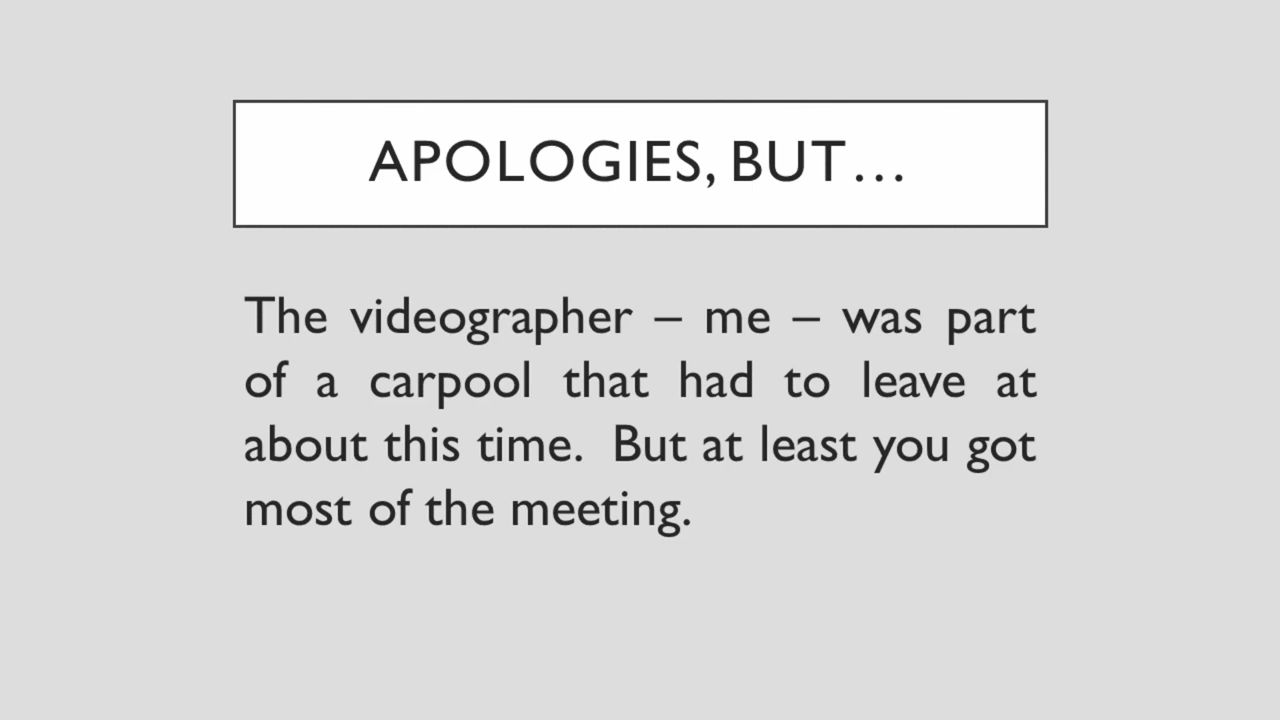 APOLOGIES, BUT…
The videographer – me – was part
of a carpool that had to leave at
about this time.  But at least you got
most of the meeting.